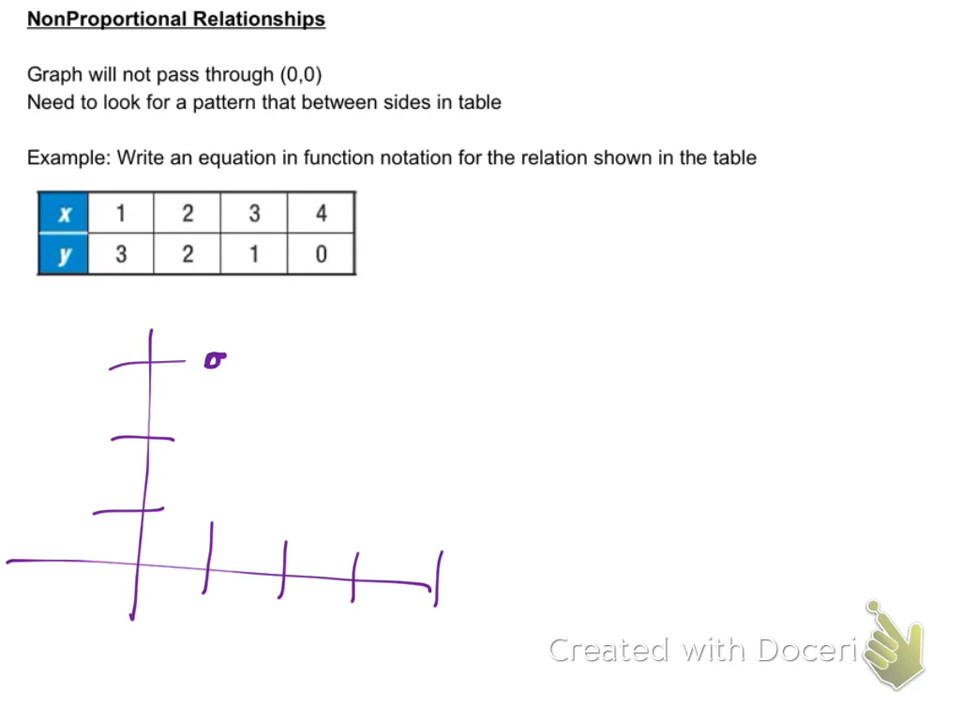 NonProportional Relationships
Graph will not pass through (0,0)
Need to look for a pattern that between sides in table
Example: Write an equation in function notation for the relation shown in the table
x 1 2 3 4
y 3 2 1 0
Created with Doceri